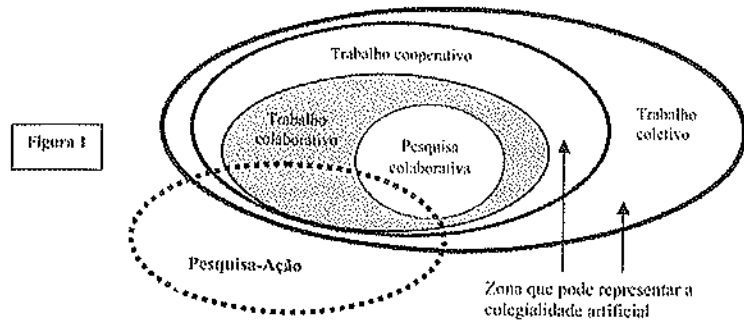 Trabalho cooperativo
Trabalho
colaborativo
Trabalho
coletivo
Figura 1
Pesquisa
colaborativa
Pesquisa-Ação
Zona que pode representar a
colegialidade artificial